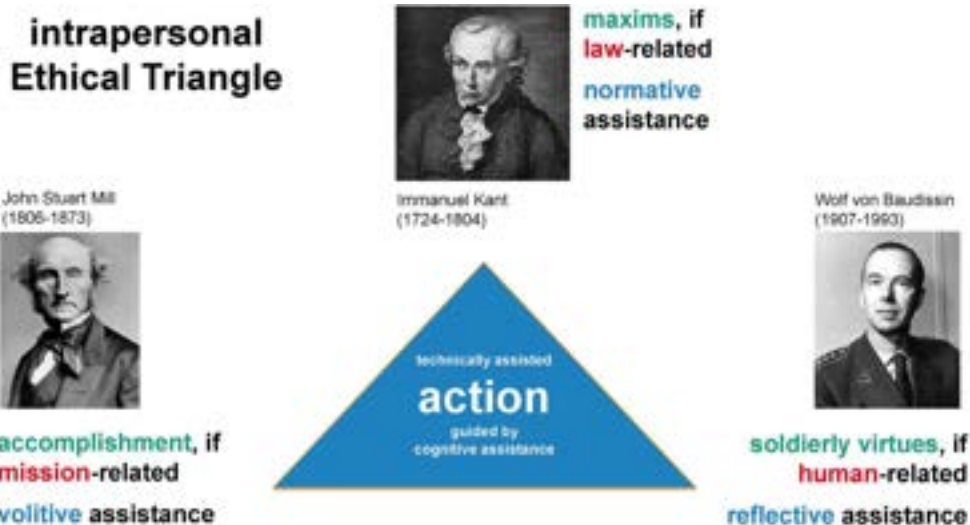 intrapersonal
Ethical Triangle
maxims, if
law-related
normative
assistance
Immanuel Kant
(1724-1804)
John Stuart Mill
(1806-1873)
Wolf von Baudissin
(1907-1993)
technically assisted
action
guided by
cognitive assistance
accomplishment, if
mission-related
volitive assistance
soldierly virtues, if
human-related
reflective assistance